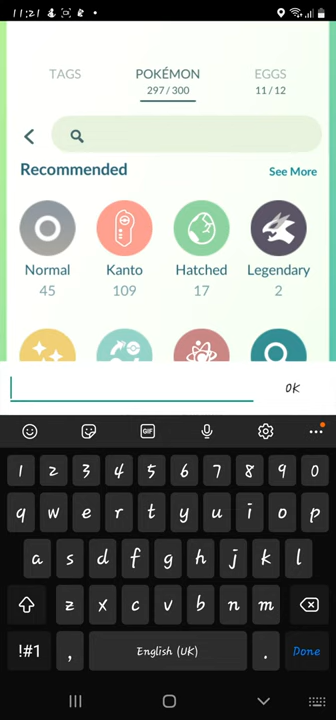 11:21
TAGS
POKÉMON
EGGS
297 / 300
11 / 12
Recommended
See More
Normal
Kanto
Hatched
Legendary
45
109
17
2
OK
GIF
1 2 3 4 5 6 7 8 9 0
q w e r t y u i o p
a s d f g h j k l
z x c v b n m
!#1 , English (UK) . Done